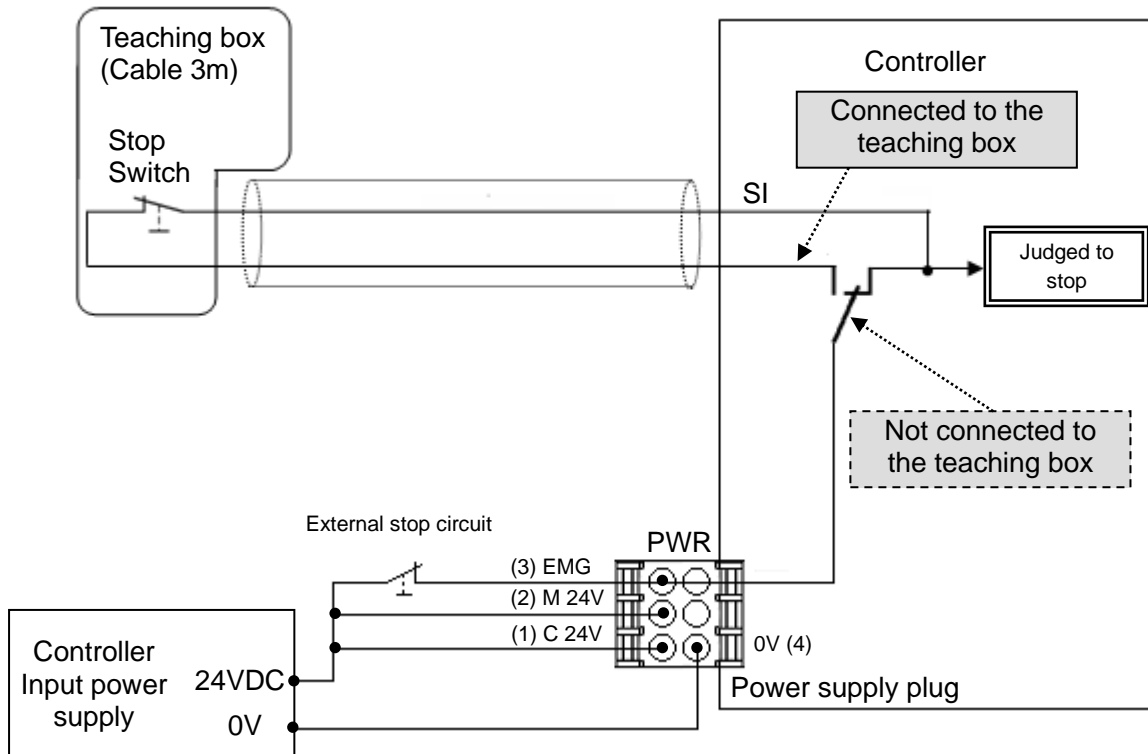 Teaching box
(Cable 3m)
Controller
Connected to the
teaching box
Stop
Switch
SI
Judged to
stop
Not connected to
the teaching box
External stop circuit
PWR
(3) EMG
(2) M 24V
(1) C 24V
0V (4)
Controller
Input power
supply
24VDC
0V
Power supply plug